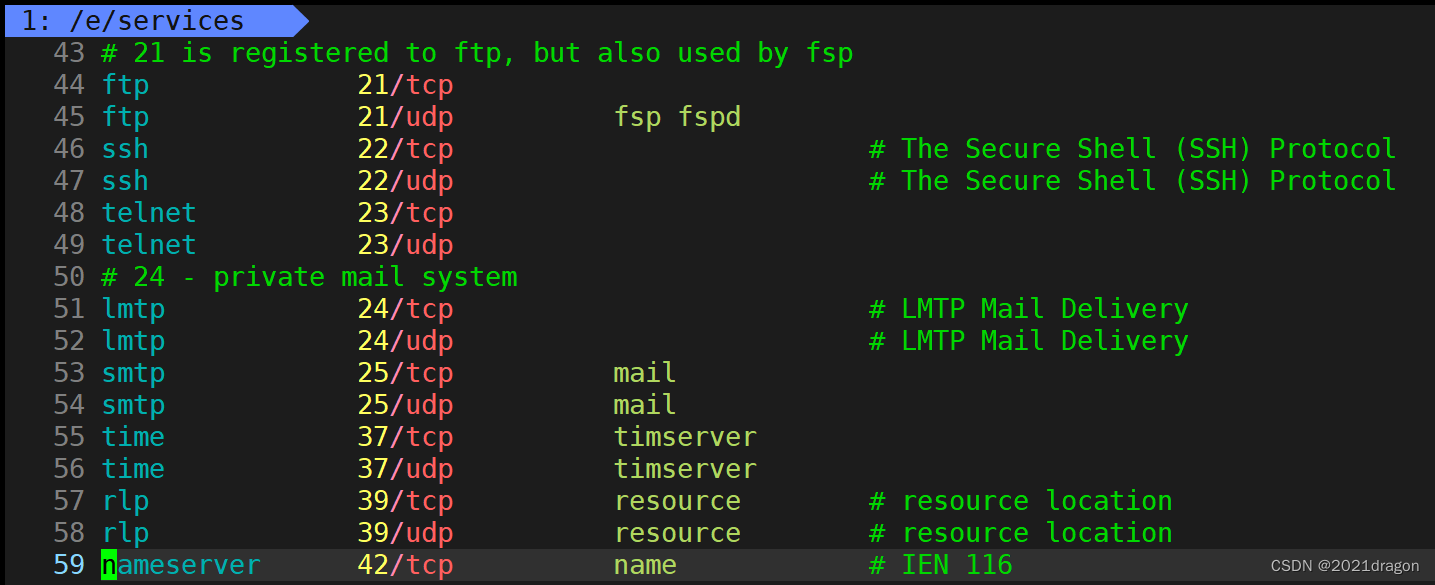 1: /e/services
43 # 21 is registered to ftp, but also used by fsp
44 ftp 21/tcp
45 ftp 21/udp fsp fspd
46 ssh 22/tcp # The Secure Shell (SSH) Protocol
47 ssh 22/udp # The Secure Shell (SSH) Protocol
48 telnet 23/tcp
49 telnet 23/udp
50 # 24 - private mail system
51 lmtp 24/tcp # LMTP Mail Delivery
52 lmtp 24/udp # LMTP Mail Delivery
53 smtp 25/tcp mail
54 smtp 25/udp mail
55 time 37/tcp timserver
56 time 37/udp timserver
57 rlp 39/tcp resource # resource location
58 rlp 39/udp resource # resource location
59 nameserver 42/tcp name # IEN 116
CSDN @2021dragon